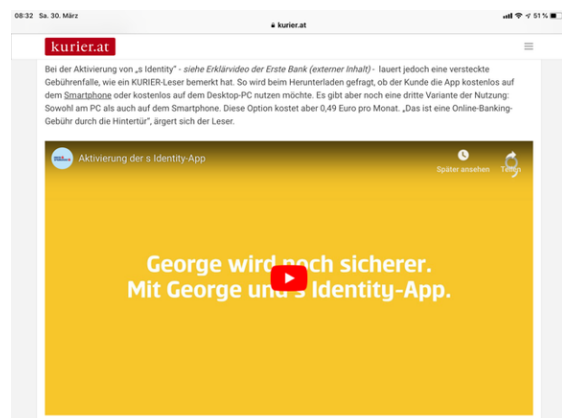 08:32 Sa. 30. März
kurier.at
51 %
kurier.at
Bei der Aktivierung von „s Identity" - siehe Erklärvideo der Erste Bank (externer Inhalt) - lauert jedoch eine versteckte
Gebührenfalle, wie ein KURIER-Leser bemerkt hat. So wird beim Herunterladen gefragt, ob der Kunde die App kostenlos auf
dem Smartphone oder kostenlos auf dem Desktop-PC nutzen möchte. Es gibt aber noch eine dritte Variante der Nutzung:
Sowohl am PC als auch auf dem Smartphone. Diese Option kostet aber 0,49 Euro pro Monat. „Das ist eine Online-Banking-
Gebühr durch die Hintertür", ärgert sich der Leser.
Aktivierung der s Identity-App
Später ansehen
Teilen
George wird noch sicherer.
Mit George und s Identity-App.